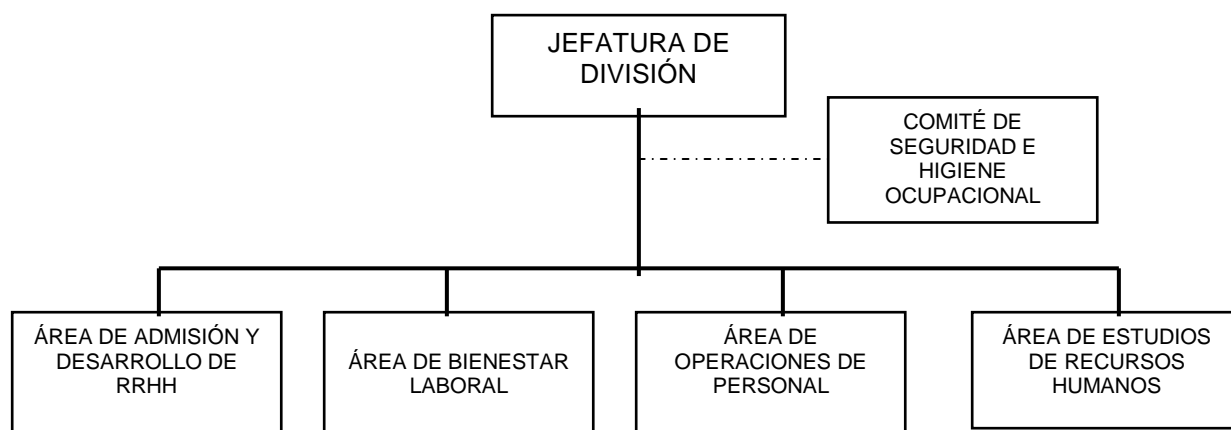 JEFATURA DE
DIVISIÓN
COMITÉ DE
SEGURIDAD E
HIGIENE
OCUPACIONAL
ÁREA DE ADMISIÓN Y
DESARROLLO DE
RRHH
ÁREA DE BIENESTAR
LABORAL
ÁREA DE
OPERACIONES DE
PERSONAL
ÁREA DE ESTUDIOS
DE RECURSOS
HUMANOS